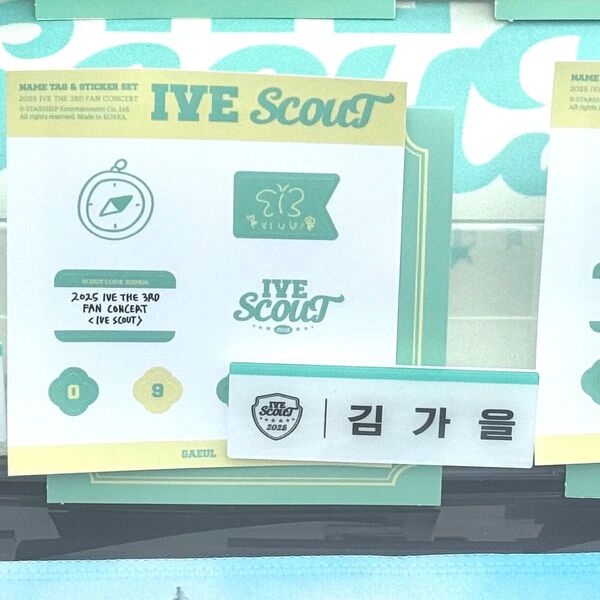 NAME TAG & STICKER SET
2025 IVE THE 3RD FAN CONCERT
© STARSHIP Entertainment Co., Ltd.
All rights reserved. Made in KOREA.
IVE SCOUT
2025 IVE THE 3RD
FAN CONCERT
<IVE SCOUT>
IVE
SCOUT
2025
0
9
GAEUL
IVE
SCOUT
2025
김가을